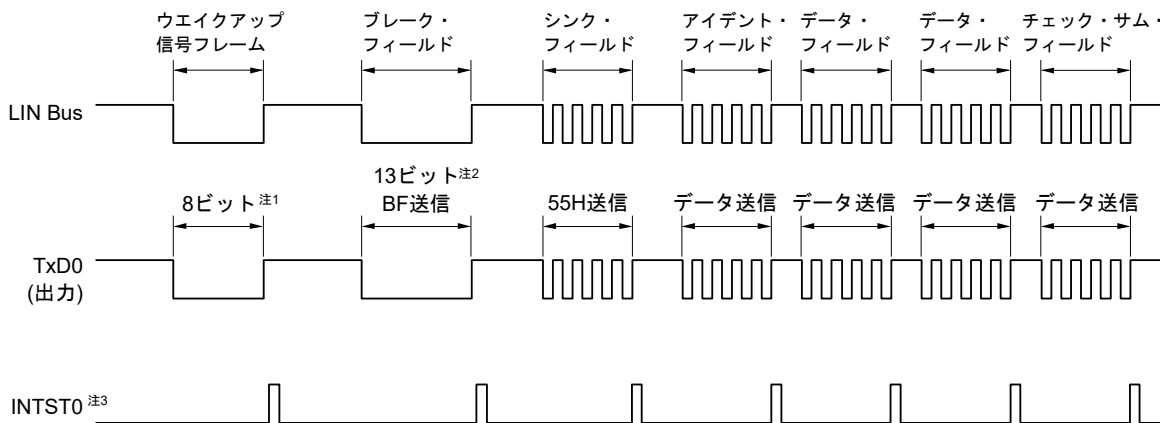 ウエイクアップ
信号フレーム
ブレーク・
フィールド
シンク・
フィールド
アイデント・
フィールド
データ・
フィールド
データ・
フィールド
チェック・サム・
フィールド
LIN Bus
8ビット 注1
13ビット注2
BF送信
55H送信
データ送信
データ送信
データ送信
データ送信
TxD0
(出力)
INTST0 注3